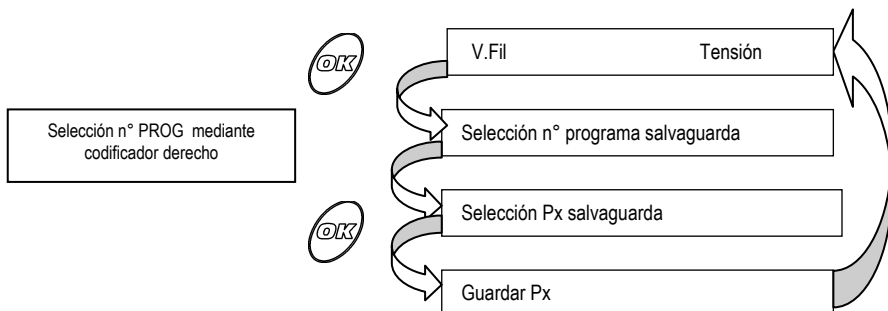 OK
V.Fil Tensión
Selección n° PROG mediante
codificador derecho
Selección n° programa salvaguarda
Selección Px salvaguarda
OK
Guardar Px